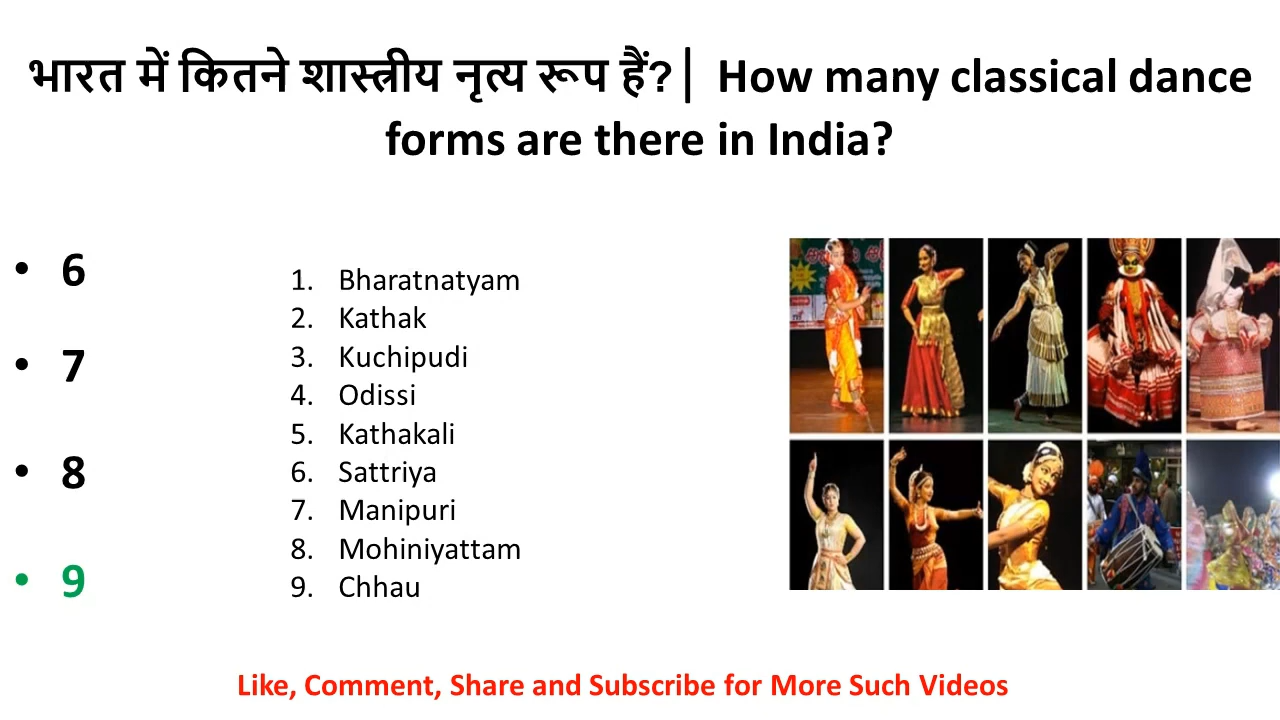 भारत में कितने शास्त्रीय नृत्य रूप हैं?| How many classical dance
forms are there in India?
• 6
• 7
• 8
• 9
1. Bharatnatyam
2. Kathak
3. Kuchipudi
4. Odissi
5. Kathakali
6. Sattriya
7. Manipuri
8. Mohiniyattam
9. Chhau
Like, Comment, Share and Subscribe for More Such Videos